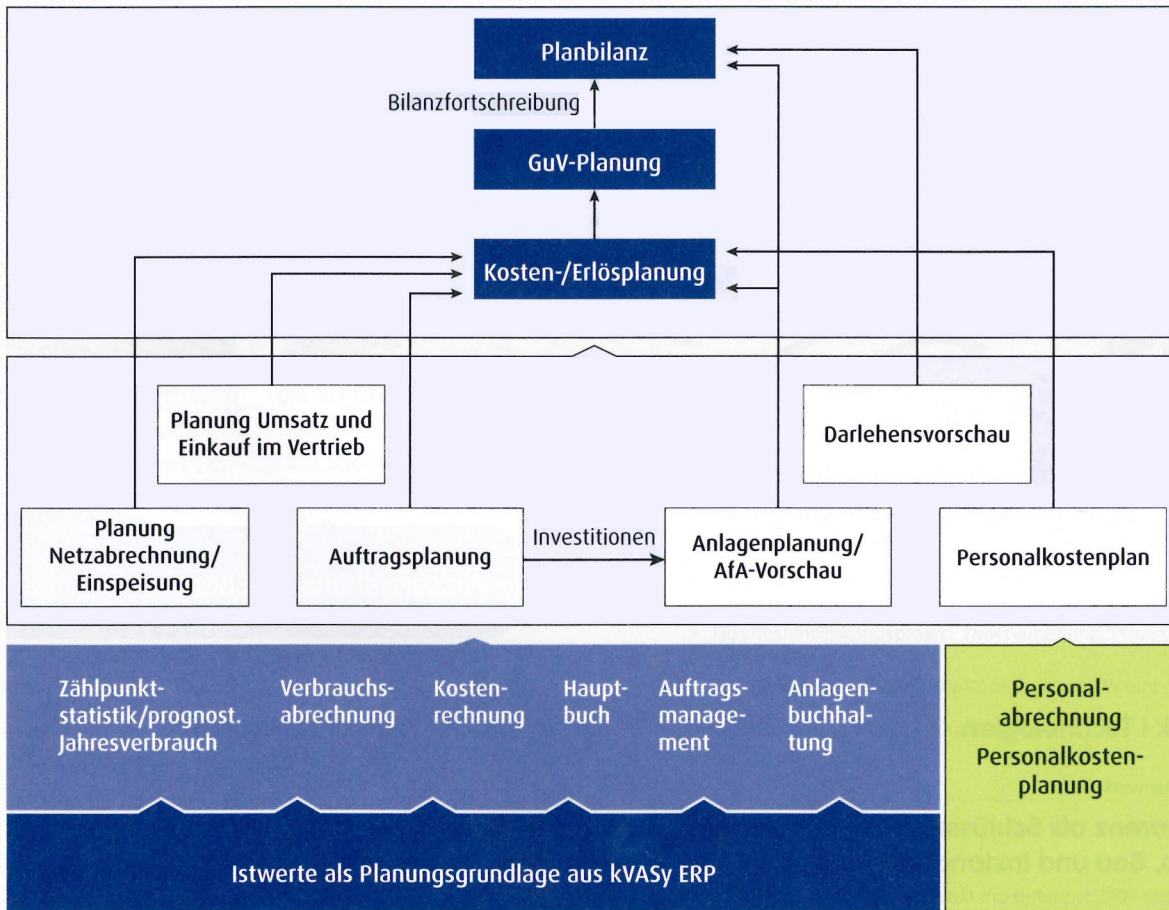 Planbilanz
Bilanzfortschreibung
GuV-Planung
Kosten-/Erlösplanung
Planung Umsatz und
Einkauf im Vertrieb
Darlehensvorschau
Planung
Netzabrechnung/
Einspeisung
Auftragsplanung
Investitionen
Anlagenplanung/
AfA-Vorschau
Personalkostenplan
Zählpunkt-
statistik/prognost.
Jahresverbrauch
Verbrauchs-
abrechnung
Kosten-
rechnung
Haupt-
buch
Auftrags-
manage-
ment
Anlagen-
buchhal-
tung
Personal-
abrechnung
Personalkosten-
planung
Istwerte als Planungsgrundlage aus kVASy ERP